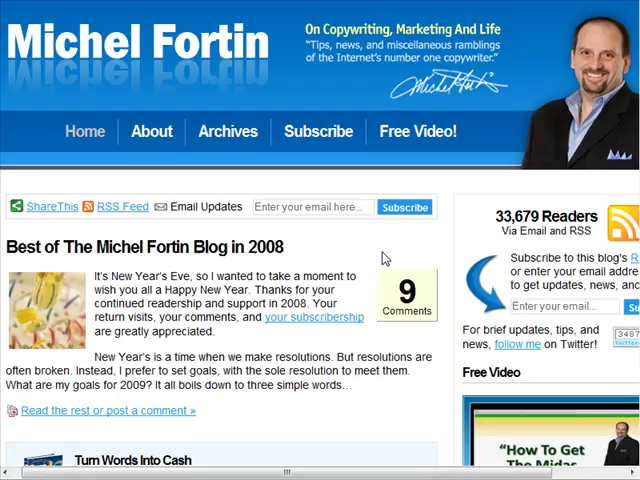 Michel Fortin
On Copywriting, Marketing And Life
“Tips, news, and miscellaneous ramblings
of the Internet's number one copywriter.”
Home About Archives Subscribe Free Video!
ShareThis RSS Feed Email Updates Enter your email here... Subscribe
Best of The Michel Fortin Blog in 2008
It's New Year's Eve, so I wanted to take a moment to
wish you all a Happy New Year. Thanks for your
continued readership and support in 2008. Your
return visits, your comments, and your subscribership
are greatly appreciated.
9
Comments
New Year's is a time when we make resolutions. But resolutions are
often broken. Instead, I prefer to set goals, with the sole resolution to meet them.
What are my goals for 2009? It all boils down to three simple words…
Read the rest or post a comment »
Turn Words Into Cash
33,679 Readers
Via Email and RSS
Subscribe to this blog's R
or enter your email addre
to get updates, news, and
Enter your email... Su
For brief updates, tips, and
news, follow me on Twitter!
3487
Free Video
“How To Get
The Midas